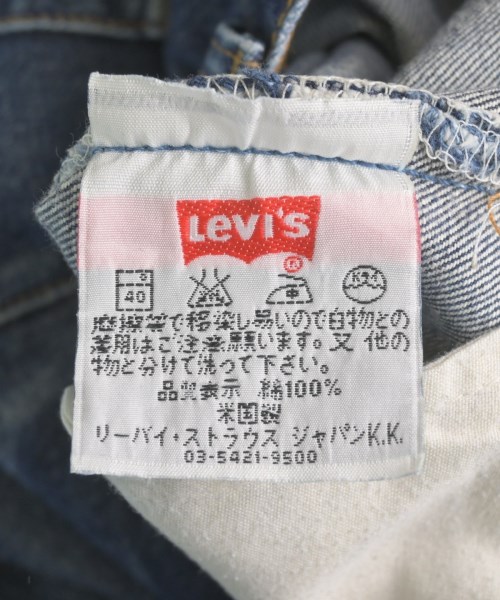 Levi's
R
40
摩擦等で移染し易いので白物との
着用はご注意願います。又 他の
物と分けて洗って下さい。
品質表示 綿100%
米国製
リーバイ・ストラウス ジャパンK.K.
03-5421-9500